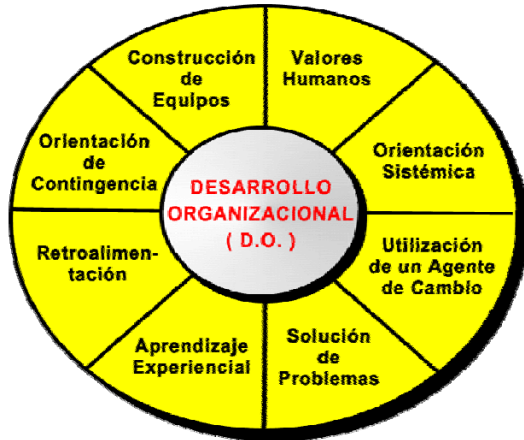 DESARROLLO
ORGANIZACIONAL
( D.O. )
Valores
Humanos
Orientación
Sistémica
Utilización
de un Agente
de Cambio
Solución
de
Problemas
Aprendizaje
Experiencial
Retroalimen-
tación
Orientación
de
Contingencia
Construcción
de
Equipos